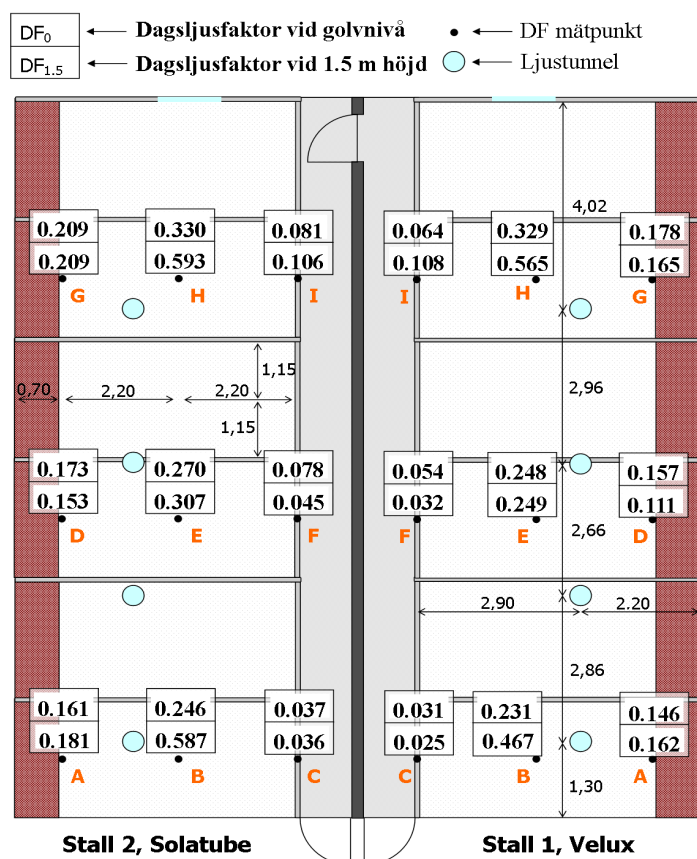 DF0 Dagsljusfaktor vid golvnivå DF mätpunkt
DF1.5 Dagsljusfaktor vid 1.5 m höjd Ljustunnel
4,02
0.209 0.330 0.081 0.064 0.329 0.178
0.209 0.593 0.106 0.108 0.565 0.165
G H I I H G
1,15
0,70 2,20 2,20 2,96
1,15
0.173 0.270 0.078 0.054 0.248 0.157
0.153 0.307 0.045 0.032 0.249 0.111
D E F F E D
2,66
2,90 2.20
2,86
0.161 0.246 0.037 0.031 0.231 0.146
0.181 0.587 0.036 0.025 0.467 0.162
A B C C B A
1,30
Stall 2, Solatube Stall 1, Velux